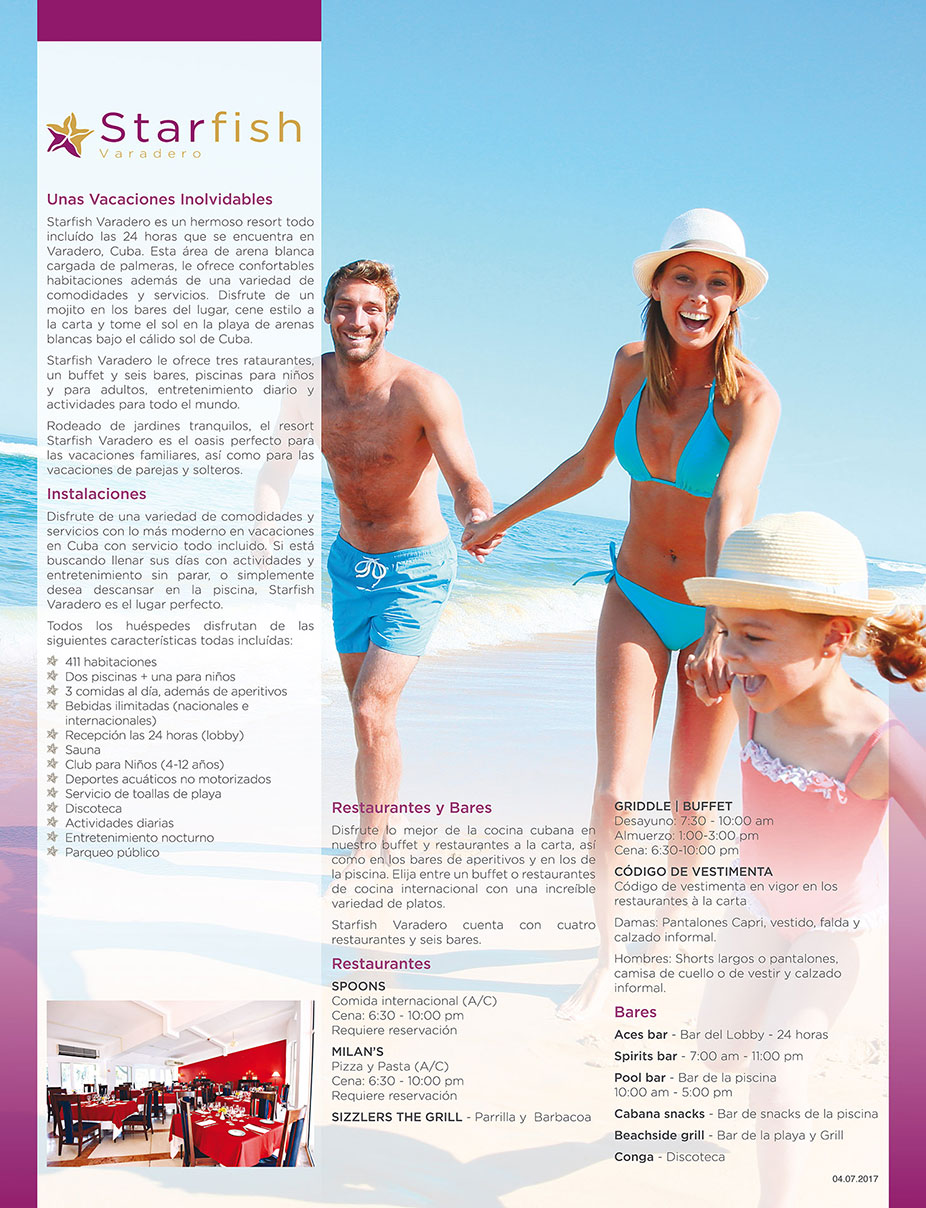 Starfish
Varadero
Unas Vacaciones Inolvidables
Starfish Varadero es un hermoso resort todo
incluído las 24 horas que se encuentra en
Varadero, Cuba. Esta área de arena blanca
cargada de palmeras, le ofrece confortables
habitaciones además de una variedad de
comodidades y servicios. Disfrute de un
mojito en los bares del lugar, cene estilo a
la carta y tome el sol en la playa de arenas
blancas bajo el cálido sol de Cuba.
Starfish Varadero le ofrece tres rataurantes,
un buffet y seis bares, piscinas para niños
y para adultos, entretenimiento diario y
actividades para todo el mundo.
Rodeado de jardines tranquilos, el resort
Starfish Varadero es el oasis perfecto para
las vacaciones familiares, así como para las
vacaciones de parejas y solteros.
Instalaciones
Disfrute de una variedad de comodidades y
servicios con lo más moderno en vacaciones
en Cuba con servicio todo incluido. Si está
buscando llenar sus días con actividades y
entretenimiento sin parar, o simplemente
desea descansar en la piscina, Starfish
Varadero es el lugar perfecto.
Todos los huéspedes disfrutan de las
siguientes características todas incluídas:
411 habitaciones
Dos piscinas + una para niños
3 comidas al día, además de aperitivos
Bebidas ilimitadas (nacionales e
internacionales)
Recepción las 24 horas (lobby)
Sauna
Club para Niños (4-12 años)
Deportes acuáticos no motorizados
Servicio de toallas de playa
Discoteca
Actividades diarias
Entretenimiento nocturno
Parqueo público
Restaurantes y Bares
Disfrute lo mejor de la cocina cubana en
nuestro buffet y restaurantes a la carta, así
como en los bares de aperitivos y en los de
la piscina. Elija entre un buffet o restaurantes
de cocina internacional con una increíble
variedad de platos.
Starfish Varadero cuenta con cuatro
restaurantes y seis bares.
Restaurantes
SPOONS
Comida internacional (A/C)
Cena: 6:30 - 10:00 pm
Requiere reservación
MILAN'S
Pizza y Pasta (A/C)
Cena: 6:30 - 10:00 pm
Requiere reservación
SIZZLERS THE GRILL - Parrilla y Barbacoa
GRIDDLE | BUFFET
Desayuno: 7:30 - 10:00 am
Almuerzo: 1:00-3:00 pm
Cena: 6:30-10:00 pm
CÓDIGO DE VESTIMENTA
Código de vestimenta en vigor en los
restaurantes à la carta
Damas: Pantalones Capri, vestido, falda y
calzado informal.
Hombres: Shorts largos o pantalones,
camisa de cuello o de vestir y calzado
informal.
Bares
Aces bar - Bar del Lobby - 24 horas
Spirits bar - 7:00 am - 11:00 pm
Pool bar - Bar de la piscina
10:00 am - 5:00 pm
Cabana snacks - Bar de snacks de la piscina
Beachside grill - Bar de la playa y Grill
Conga - Discoteca
04.07.2017